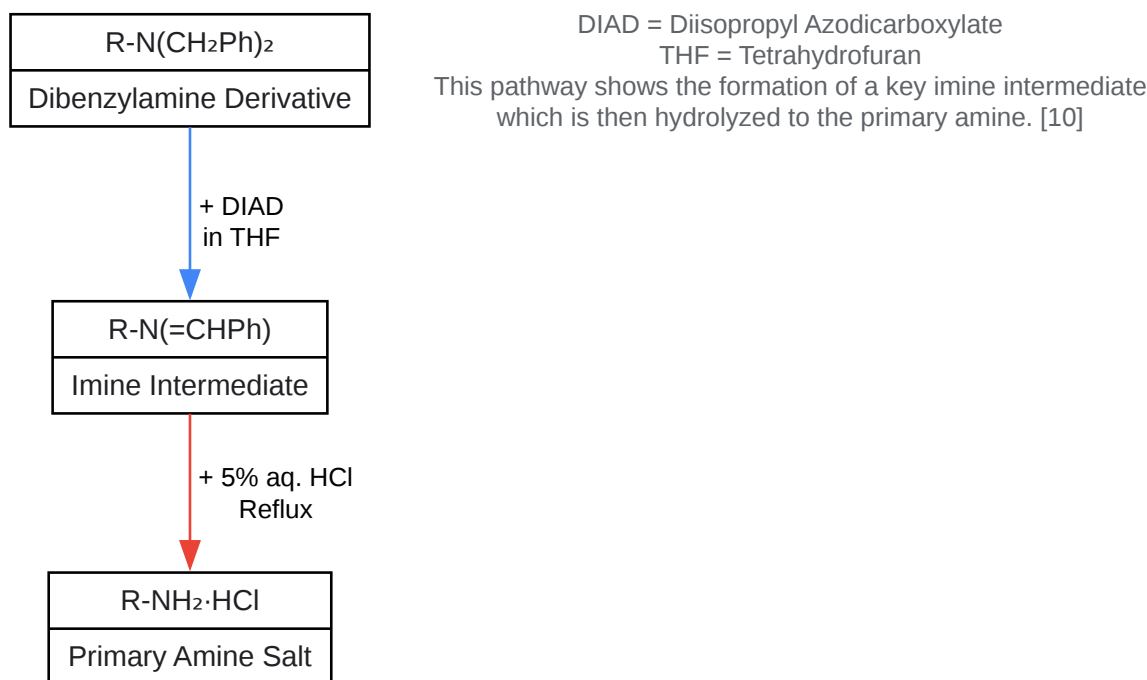 R-N(CH₂Ph)₂
Dibenzylamine Derivative
DIAD = Diisopropyl Azodicarboxylate
THF = Tetrahydrofuran
This pathway shows the formation of a key imine intermediate
which is then hydrolyzed to the primary amine. [10]
+ DIAD
in THF
R-N(=CHPh)
Imine Intermediate
+ 5% aq. HCl
Reflux
R-NH₂·HCl
Primary Amine Salt